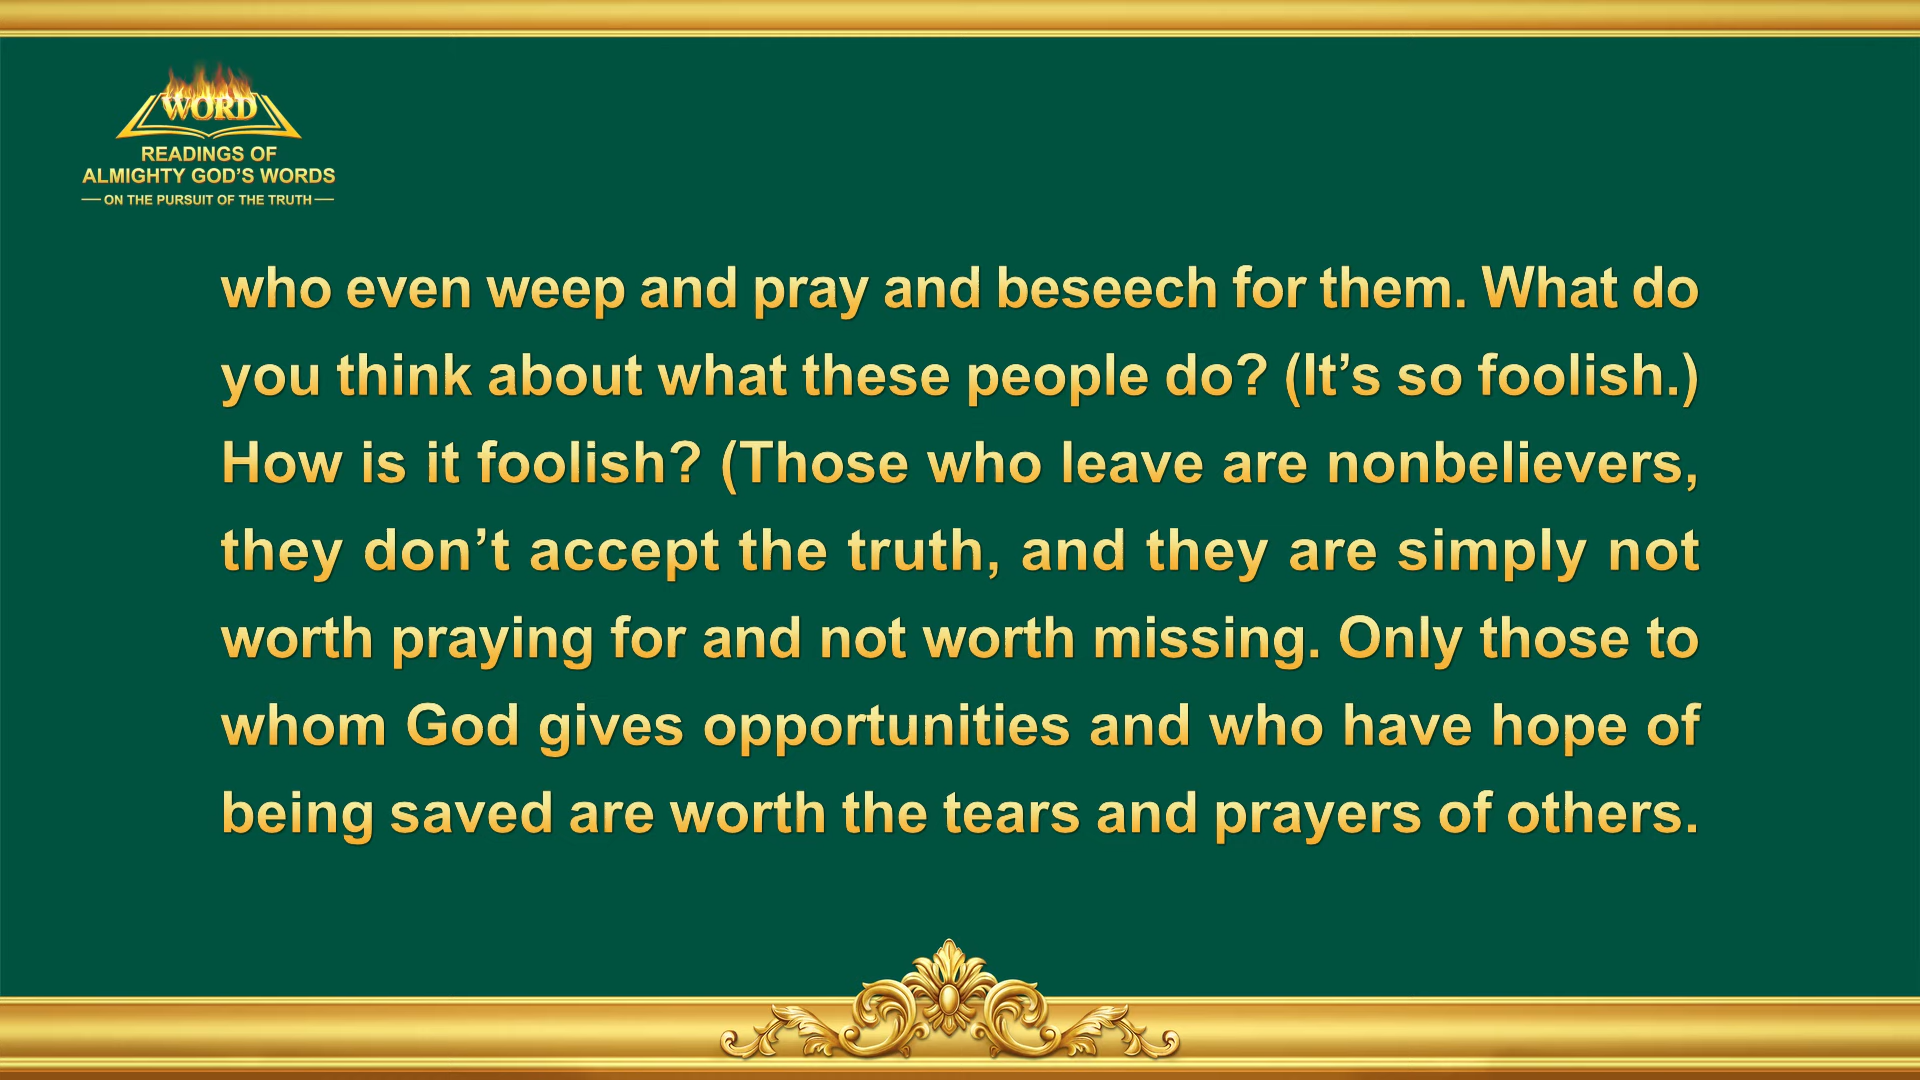 WORD
READINGS OF
ALMIGHTY GOD'S WORDS
— ON THE PURSUIT OF THE TRUTH —
who even weep and pray and beseech for them. What do
you think about what these people do? (It’s so foolish.)
How is it foolish? (Those who leave are nonbelievers,
they don’t accept the truth, and they are simply not
worth praying for and not worth missing. Only those to
whom God gives opportunities and who have hope of
being saved are worth the tears and prayers of others.